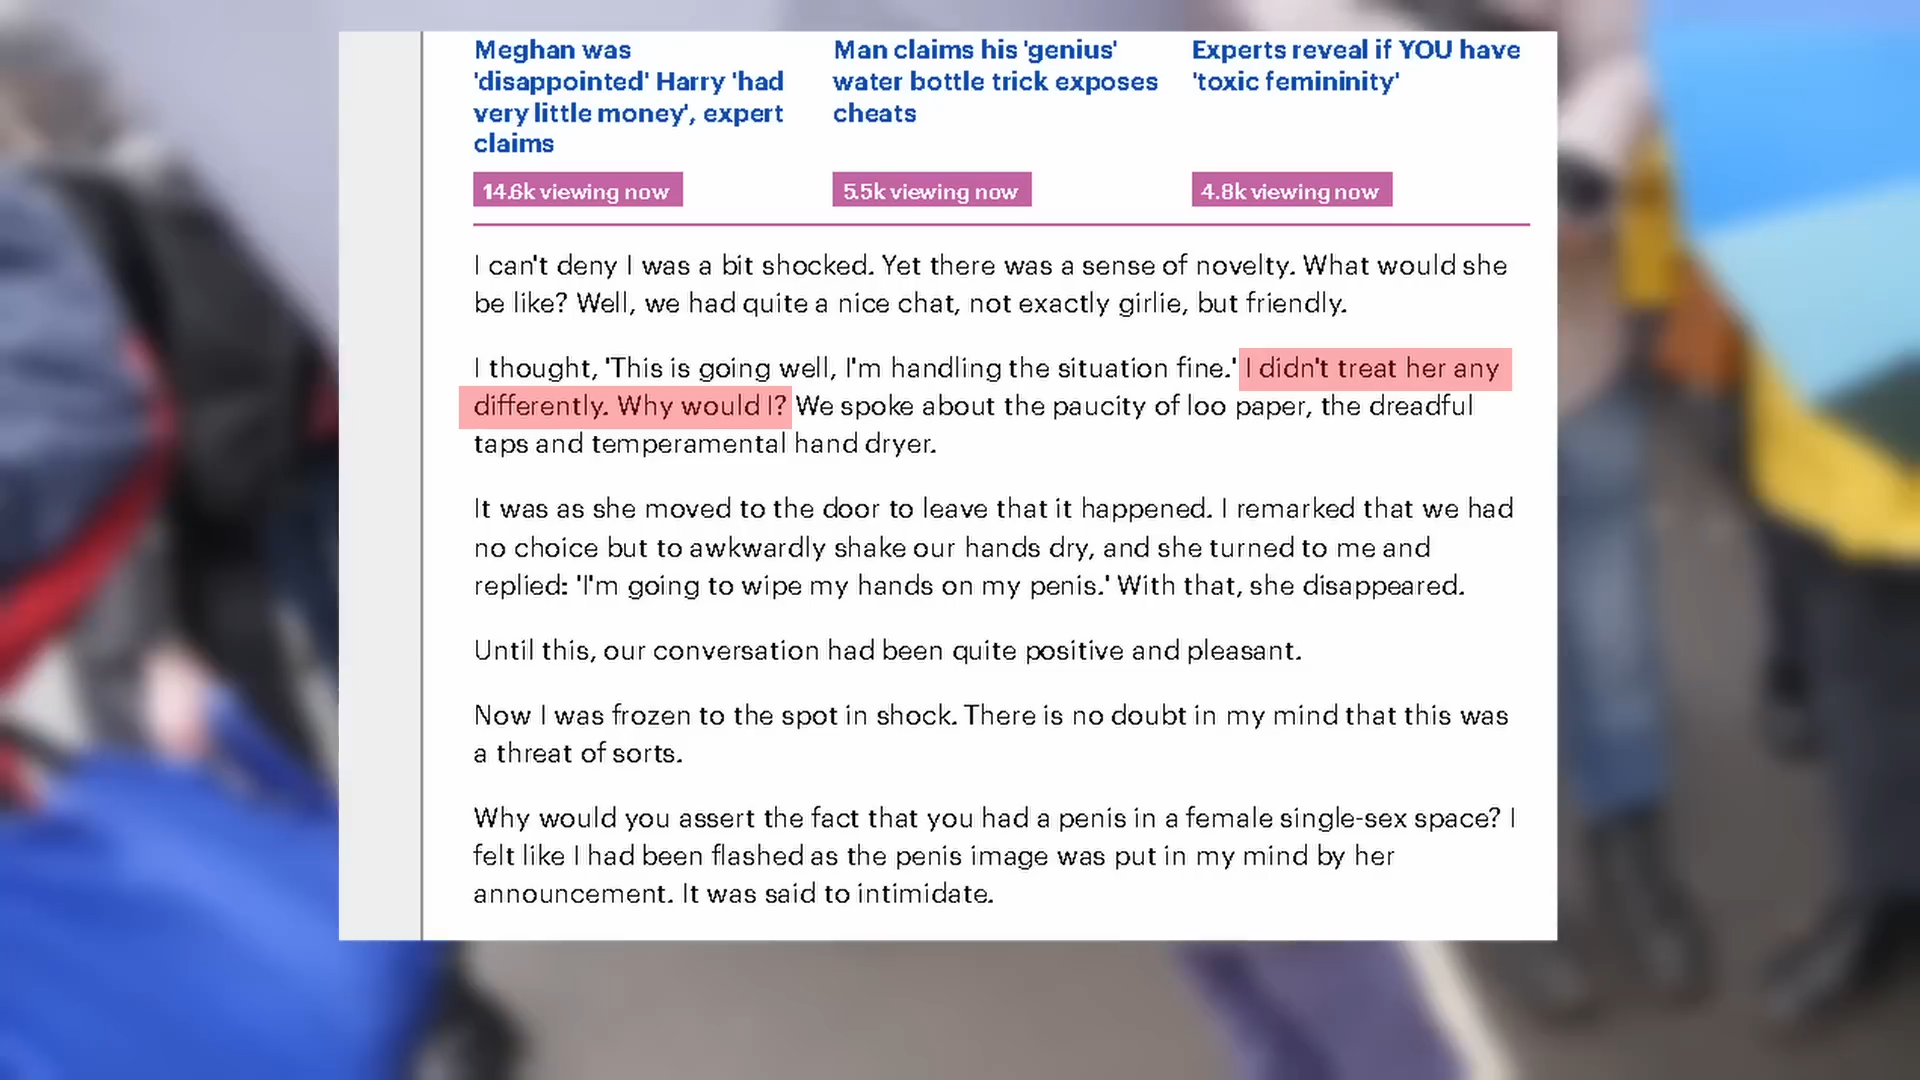 Meghan was
'disappointed' Harry 'had
very little money', expert
claims
14.6k viewing now
Man claims his 'genius'
water bottle trick exposes
cheats
5.5k viewing now
Experts reveal if YOU have
'toxic femininity'
4.8k viewing now
I can't deny I was a bit shocked. Yet there was a sense of novelty. What would she
be like? Well, we had quite a nice chat, not exactly girlie, but friendly.
I thought, 'This is going well, I'm handling the situation fine.' I didn't treat her any
differently. Why would I? We spoke about the paucity of loo paper, the dreadful
taps and temperamental hand dryer.
It was as she moved to the door to leave that it happened. I remarked that we had
no choice but to awkwardly shake our hands dry, and she turned to me and
replied: 'I'm going to wipe my hands on my penis.' With that, she disappeared.
Until this, our conversation had been quite positive and pleasant.
Now I was frozen to the spot in shock. There is no doubt in my mind that this was
a threat of sorts.
Why would you assert the fact that you had a penis in a female single-sex space? I
felt like I had been flashed as the penis image was put in my mind by her
announcement. It was said to intimidate.